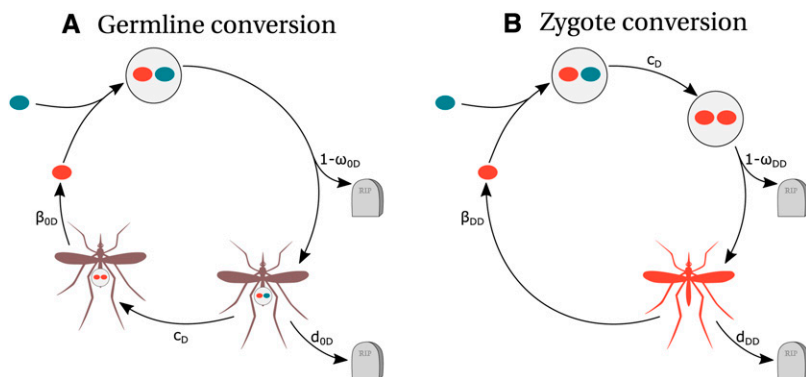 A Germline conversion
1-ω0D
RIP
β0D
cD
d0D
RIP
B Zygote conversion
cD
1-ωDD
RIP
βDD
dDD
RIP